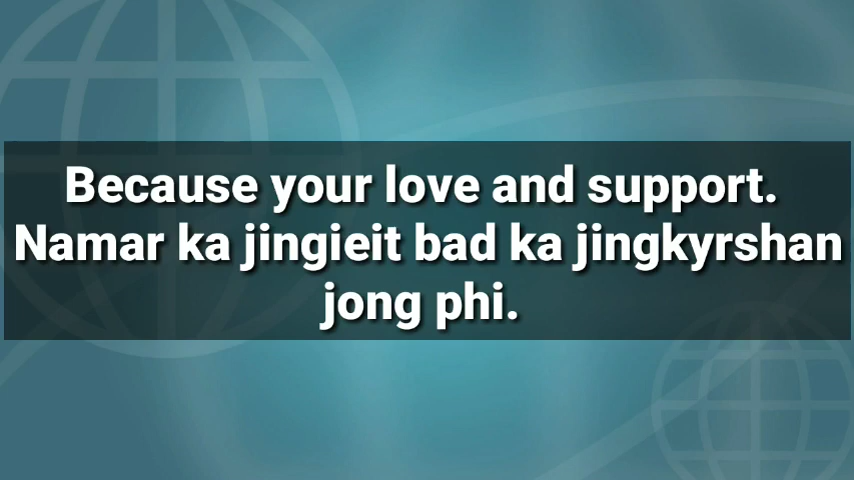 Because your love and support.
Namar ka jingieit bad ka jingkyrshan
jong phi.